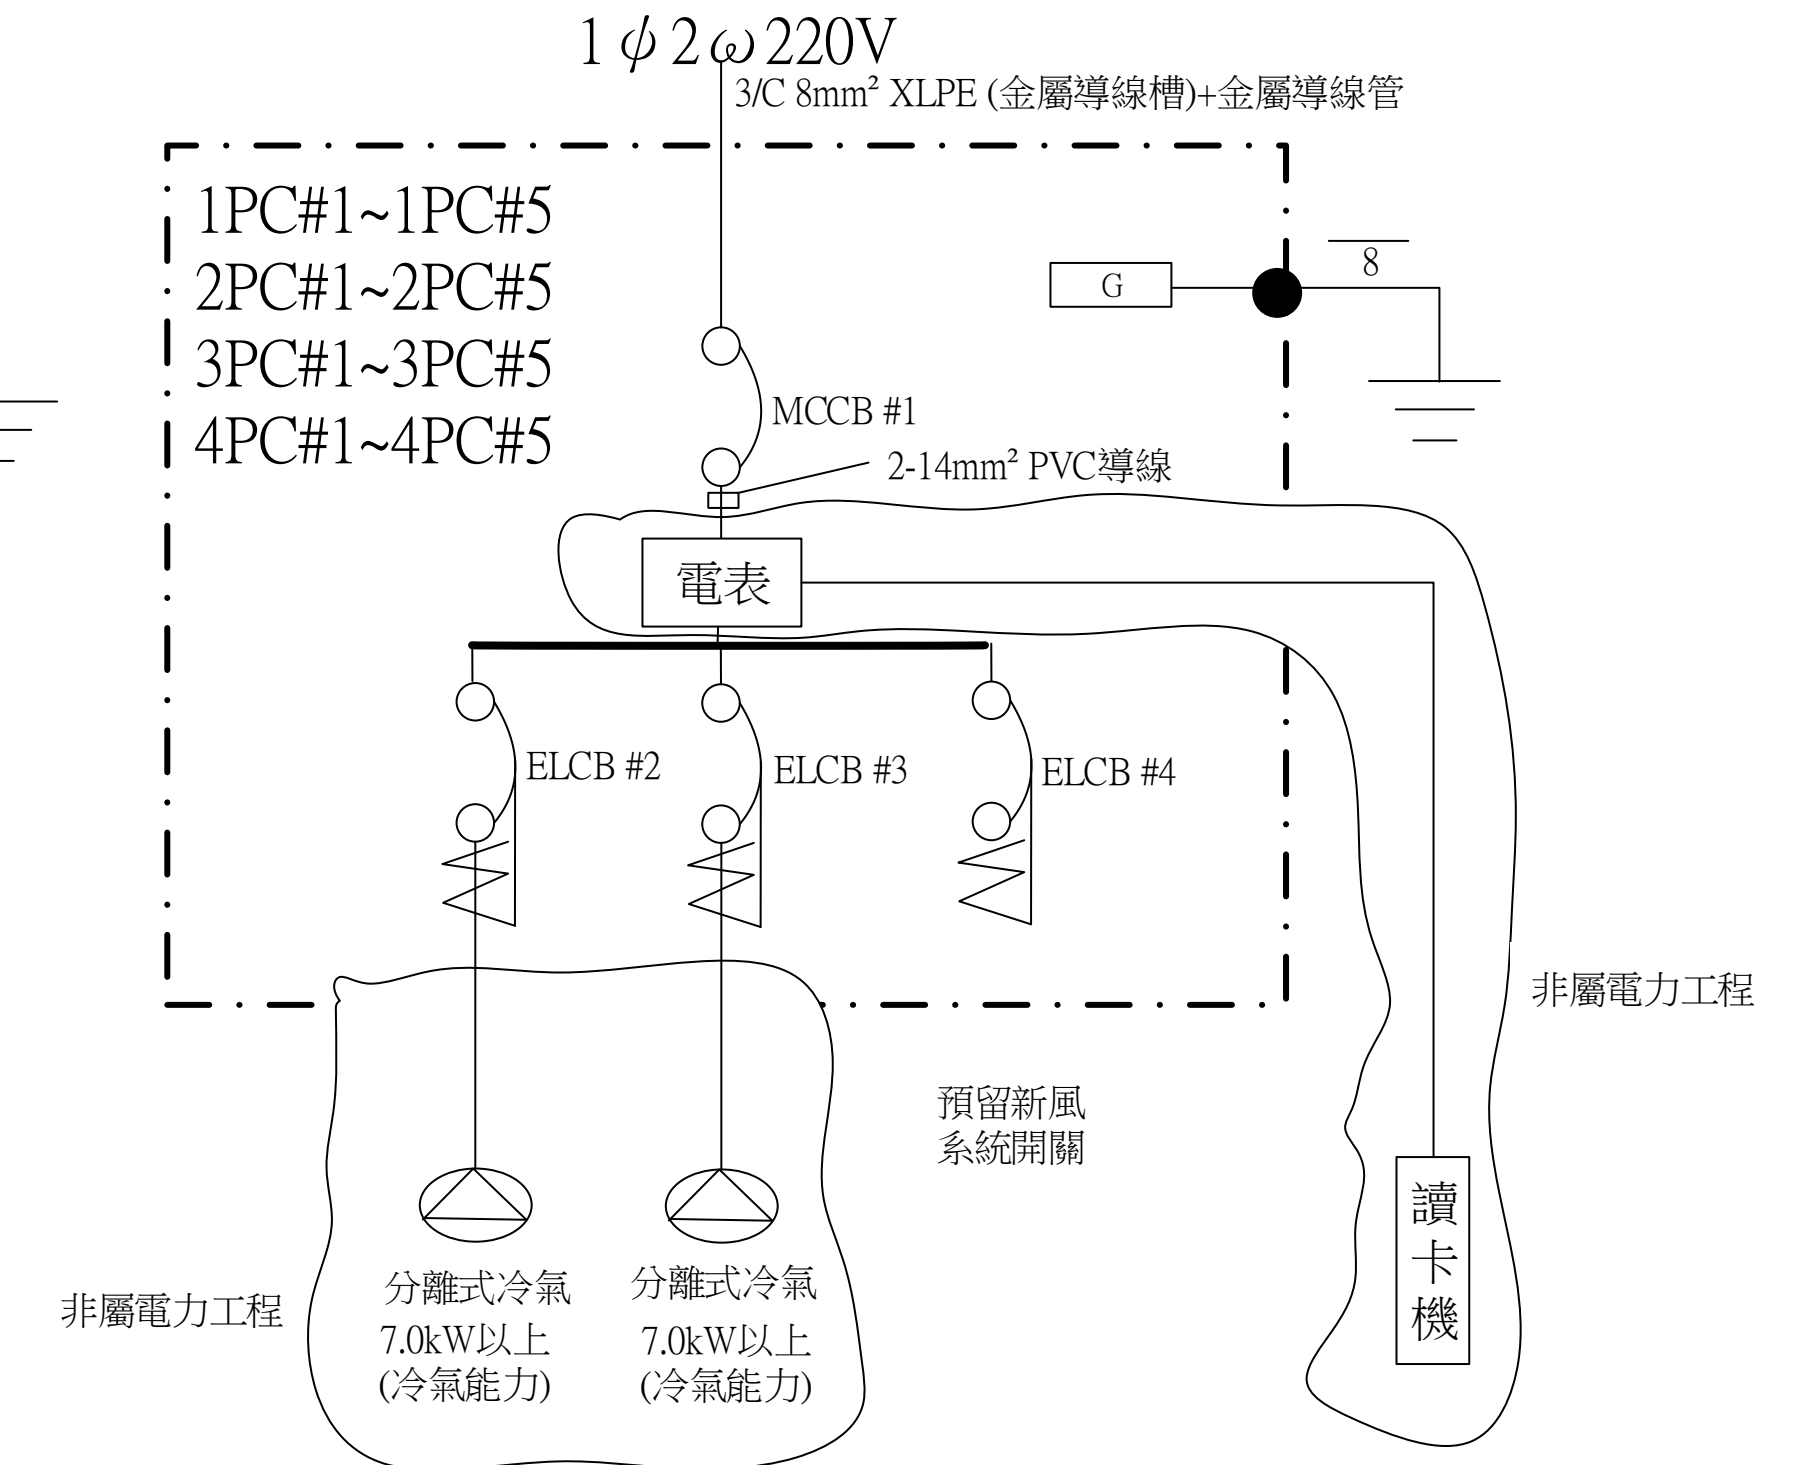 1φ2ω220V
3/C 8mm² XLPE (金屬導線槽)+金屬導線管
1PC#1~1PC#5
2PC#1~2PC#5
3PC#1~3PC#5
4PC#1~4PC#5
G
8
MCCB #1
2-14mm² PVC導線
電表
ELCB #2
ELCB #3
ELCB #4
非屬電力工程
預留新風
系統開關
讀
卡
機
非屬電力工程
分離式冷氣
7.0kW以上
(冷氣能力)
分離式冷氣
7.0kW以上
(冷氣能力)